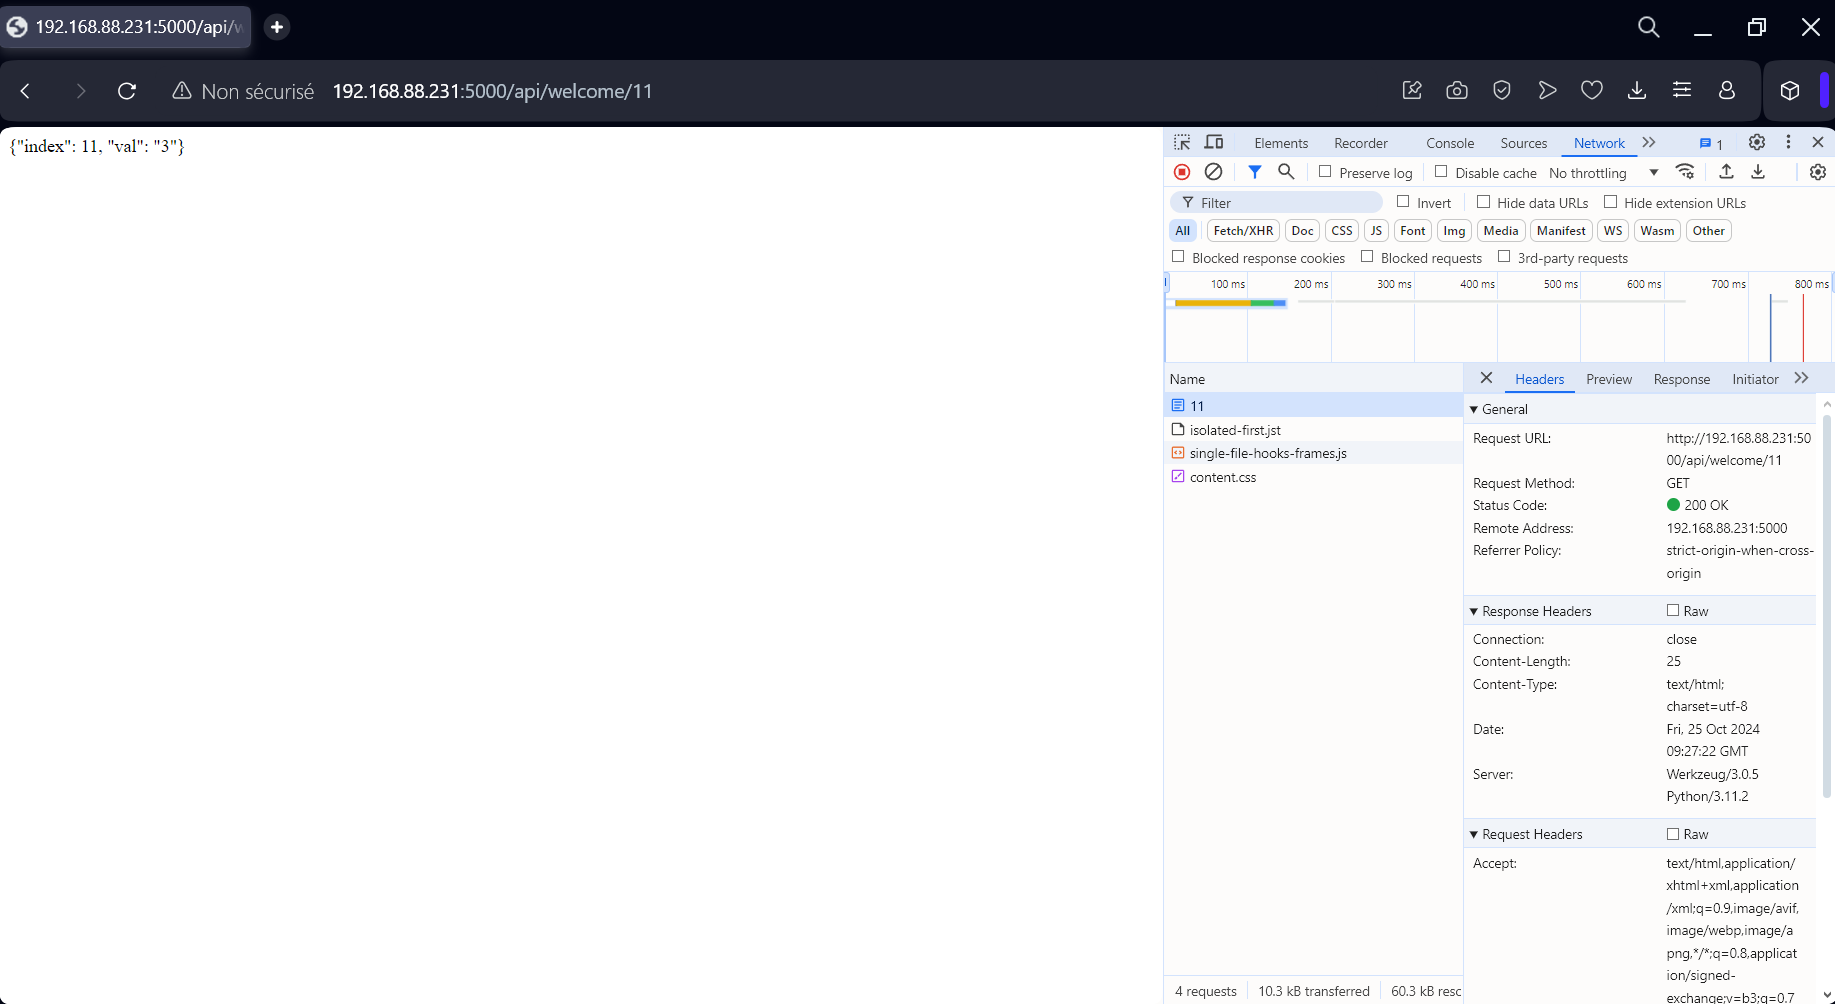 192.168.88.231:5000/api/w
Non sécurisé 192.168.88.231:5000/api/welcome/11
{"index": 11, "val": "3"}
Elements Recorder Console Sources Network 1
Preserve log Disable cache No throttling
Filter Invert Hide data URLs Hide extension URLs
All Fetch/XHR Doc CSS JS Font Img Media Manifest WS Wasm Other
Blocked response cookies Blocked requests 3rd-party requests
100 ms 200 ms 300 ms 400 ms 500 ms 600 ms 700 ms 800 ms
Name
11
isolated-first.jst
single-file-hooks-frames.js
content.css
4 requests 10.3 kB transferred 60.3 kB resc
Headers Preview Response Initiator
General
Request URL: http://192.168.88.231:50
00/api/welcome/11
Request Method: GET
Status Code: 200 OK
Remote Address: 192.168.88.231:5000
Referrer Policy: strict-origin-when-cross-
origin
Response Headers Raw
Connection: close
Content-Length: 25
Content-Type: text/html;
charset=utf-8
Date: Fri, 25 Oct 2024
09:27:22 GMT
Server: Werkzeug/3.0.5
Python/3.11.2
Request Headers Raw
Accept: text/html,application/
xhtml+xml,application
/xml;q=0.9,image/avif,
image/webp,image/a
png,*/*;q=0.8,applicat
ion/signed-
exchange;v=b3;q=0.7